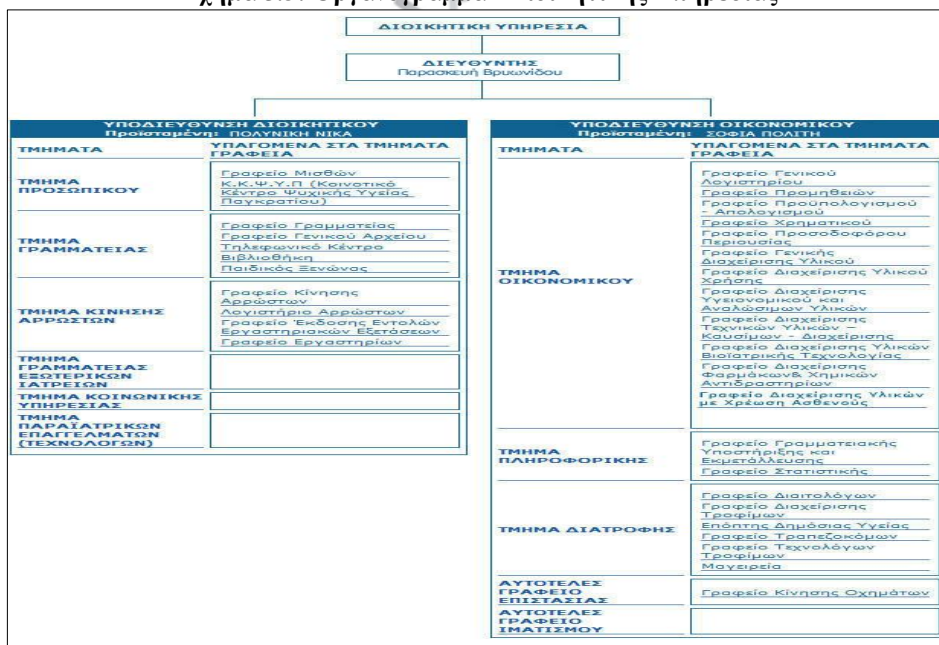 ΔΙΟΙΚΗΤΙΚΗ ΥΠΗΡΕΣΙΑ
ΔΙΕΥΘΥΝΤΗΣ
Παρασκευή Βρυωνίδου
ΥΠΟΔΙΕΥΘΥΝΣΗ ΔΙΟΙΚΗΤΙΚΟΥ
Προϊσταμένη: ΠΟΛΥΝΙΚΗ ΝΙΚΑ
ΤΜΗΜΑΤΑ
ΥΠΑΓΟΜΕΝΑ ΣΤΑ ΤΜΗΜΑΤΑ
ΓΡΑΦΕΙΑ
ΤΜΗΜΑ
ΠΡΟΣΩΠΙΚΟΥ
Γραφείο Μισθών
Κ.Κ.Ψ.Υ.Π (Κοινοτικό
Κέντρο Ψυχικής Υγείας
Παγκρατίου)
ΤΜΗΜΑ
ΓΡΑΜΜΑΤΕΙΑΣ
Γραφείο Γραμματείας
Γραφείο Γενικού Αρχείου
Τηλεφωνικό Κέντρο
Βιβλιοθήκη
Παιδικός Ξενώνας
ΤΜΗΜΑ ΚΙΝΗΣΗΣ
ΑΡΡΩΣΤΩΝ
Γραφείο Κίνησης
Αρρώστων
Λογιστήριο Αρρώστων
Γραφείο Έκδοσης Εντολών
Εργαστηριακών Εξετάσεων
Γραφείο Εργαστηρίων
ΤΜΗΜΑ
ΓΡΑΜΜΑΤΕΙΑΣ
ΕΞΩΤΕΡΙΚΩΝ
ΙΑΤΡΕΙΩΝ
ΤΜΗΜΑ ΚΟΙΝΩΝΙΚΗΣ
ΥΠΗΡΕΣΙΑΣ
ΤΜΗΜΑ
ΠΑΡΑΪΑΤΡΙΚΩΝ
ΕΠΑΓΓΕΛΜΑΤΩΝ
(ΤΕΧΝΟΛΟΓΩΝ)
ΥΠΟΔΙΕΥΘΥΝΣΗ ΟΙΚΟΝΟΜΙΚΟΥ
Προϊσταμένη: ΣΟΦΙΑ ΠΟΛΙΤΗ
ΤΜΗΜΑΤΑ
ΥΠΑΓΟΜΕΝΑ ΣΤΑ ΤΜΗΜΑΤΑ
ΓΡΑΦΕΙΑ
ΤΜΗΜΑ
ΟΙΚΟΝΟΜΙΚΟΥ
Γραφείο Γενικού
Λογιστηρίου
Γραφείο Προμηθειών
Γραφείο Προϋπολογισμού
- Απολογισμού
Γραφείο Χρηματικού
Γραφείο Προσοδοφόρου
Περιουσίας
Γραφείο Γενικής
Διαχείρισης Υλικού
Γραφείο Διαχείρισης Υλικού
Χρήσης
Γραφείο Διαχείρισης
Υγειονομικού και
Αναλώσιμων Υλικών
Γραφείο Διαχείρισης
Τεχνικών Υλικών –
Καυσίμων - Διαχείρισης
Γραφείο Διαχείρισης Υλικών
Βιοϊατρικής Τεχνολογίας
Γραφείο Διαχείρισης
Φαρμάκων& Χημικών
Αντιδραστηρίων
Γραφείο Διαχείρισης Υλικών
με Χρέωση Ασθενούς
ΤΜΗΜΑ
ΠΛΗΡΟΦΟΡΙΚΗΣ
Γραφείο Γραμματειακής
Υποστήριξης και
Εκμετάλλευσης
Γραφείο Στατιστικής
ΤΜΗΜΑ ΔΙΑΤΡΟΦΗΣ
Γραφείο Διαιτολόγων
Γραφείο Διαχείρισης
Τροφίμων
Επόπτης Δημόσιας Υγείας
Γραφείο Τραπεζοκόμων
Γραφείο Τεχνολόγων
Τροφίμων
Μαγειρεία
ΑΥΤΟΤΕΛΕΣ
ΓΡΑΦΕΙΟ
ΕΠΙΣΤΑΣΙΑΣ
Γραφείο Κίνησης Οχημάτων
ΑΥΤΟΤΕΛΕΣ
ΓΡΑΦΕΙΟ
ΙΜΑΤΙΣΜΟΥ